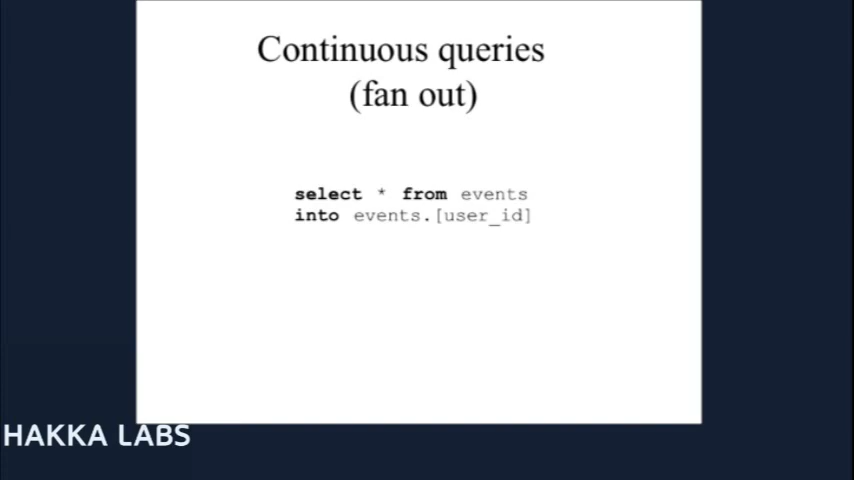 Continuous queries
(fan out)
select * from events
into events.[user_id]
HAKKA LABS